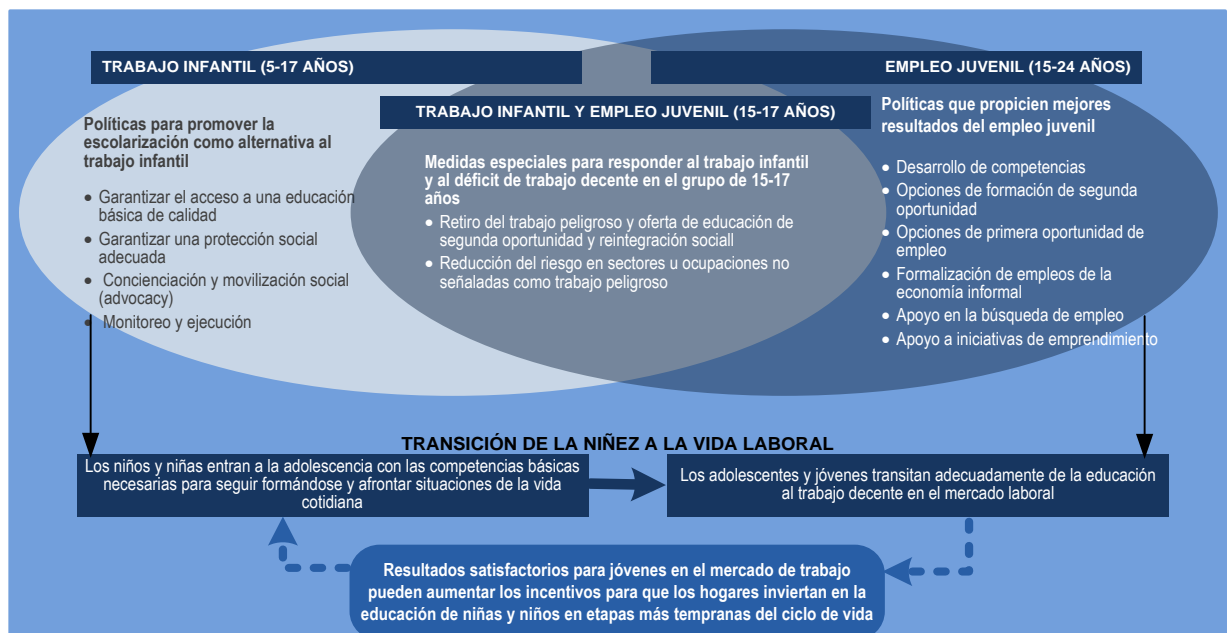 TRABAJO INFANTIL (5-17 AÑOS)
EMPLEO JUVENIL (15-24 AÑOS)
TRABAJO INFANTIL Y EMPLEO JUVENIL (15-17 AÑOS)
Políticas para promover la
escolarización como alternativa al
trabajo infantil
• Garantizar el acceso a una educación
básica de calidad
• Garantizar una protección social
adecuada
• Concienciación y movilización social
(advocacy)
• Monitoreo y ejecución
Medidas especiales para responder al trabajo infantil
y al déficit de trabajo decente en el grupo de 15-17
años
• Retiro del trabajo peligroso y oferta de educación de
segunda oportunidad y reintegración sociall
• Reducción del riesgo en sectores u ocupaciones no
señaladas como trabajo peligroso
Políticas que propicien mejores
resultados del empleo juvenil
• Desarrollo de competencias
• Opciones de formación de segunda
oportunidad
• Opciones de primera oportunidad de
empleo
• Formalización de empleos de la
economía informal
• Apoyo en la búsqueda de empleo
• Apoyo a iniciativas de emprendimiento
TRANSICIÓN DE LA NIÑEZ A LA VIDA LABORAL
Los niños y niñas entran a la adolescencia con las competencias básicas
necesarias para seguir formándose y afrontar situaciones de la vida
cotidiana
Los adolescentes y jóvenes transitan adecuadamente de la educación
al trabajo decente en el mercado laboral
Resultados satisfactorios para jóvenes en el mercado de trabajo
pueden aumentar los incentivos para que los hogares inviertan en la
educación de niñas y niños en etapas más tempranas del ciclo de vida